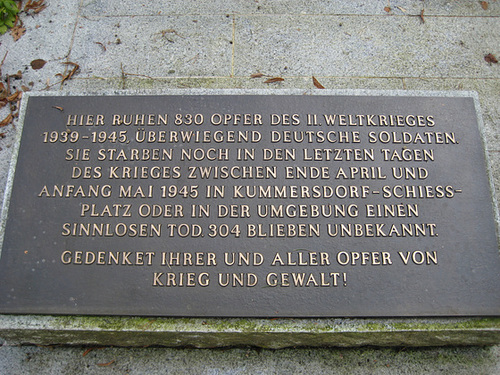 HIER RUHEN 830 OPFER DES II WELTKRIEGES
1939-1945, ÜBERWIEGEND DEUTSCHE SOLDATEN.
SIE STARBEN NOCH IN DEN LETZTEN TAGEN
DES KRIEGES ZWISCHEN ENDE APRIL UND
ANFANG MAI 1945 IN KUMMERSDORF-SCHIESS-
PLATZ ODER IN DER UMGEBUNG EINEN
SINNLOSEN TOD. 304 BLIEBEN UNBEKANNT.
GEDENKET IHRER UND ALLER OPFER VON
KRIEG UND GEWALT!